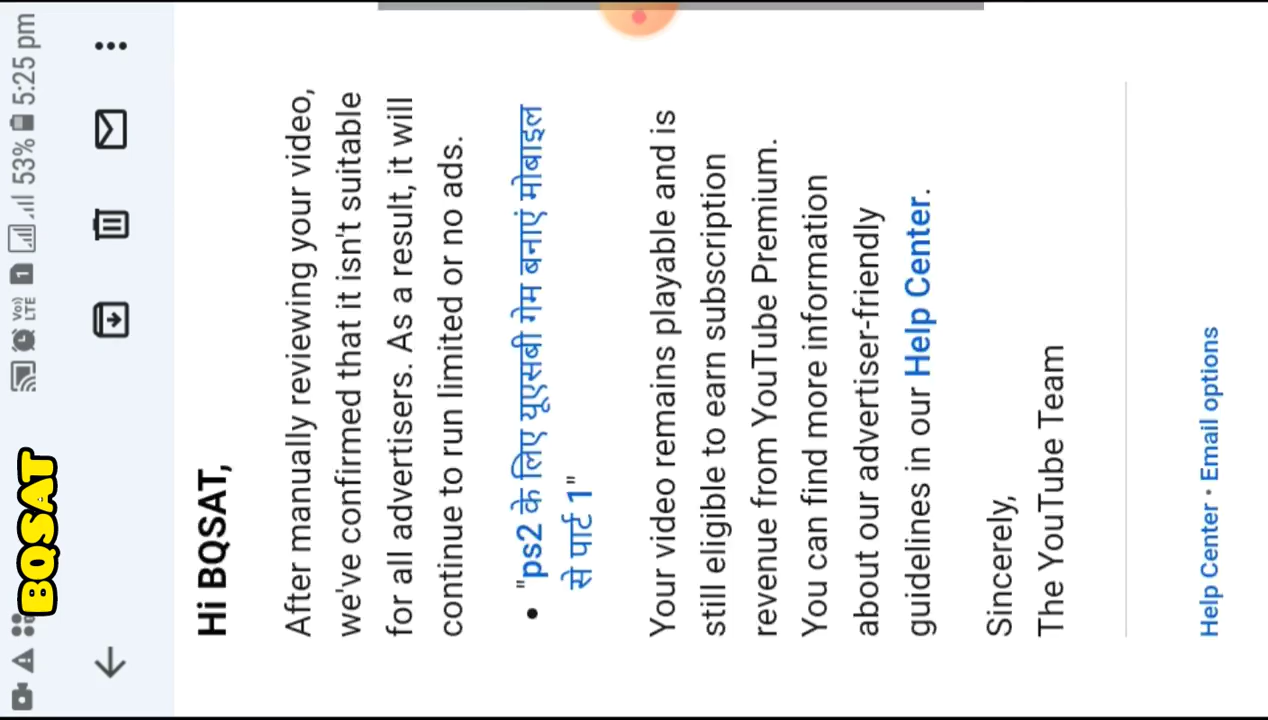 VoLTE 1 53% 5:25 pm
BQSAT
Hi BQSAT,
After manually reviewing your video,
we've confirmed that it isn't suitable
for all advertisers. As a result, it will
continue to run limited or no ads.
• "ps2 के लिए यूएसबी गेम बनाएं मोबाइल
से पार्ट 1"
Your video remains playable and is
still eligible to earn subscription
revenue from YouTube Premium.
You can find more information
about our advertiser-friendly
guidelines in our Help Center.
Sincerely,
The YouTube Team
Help Center • Email options